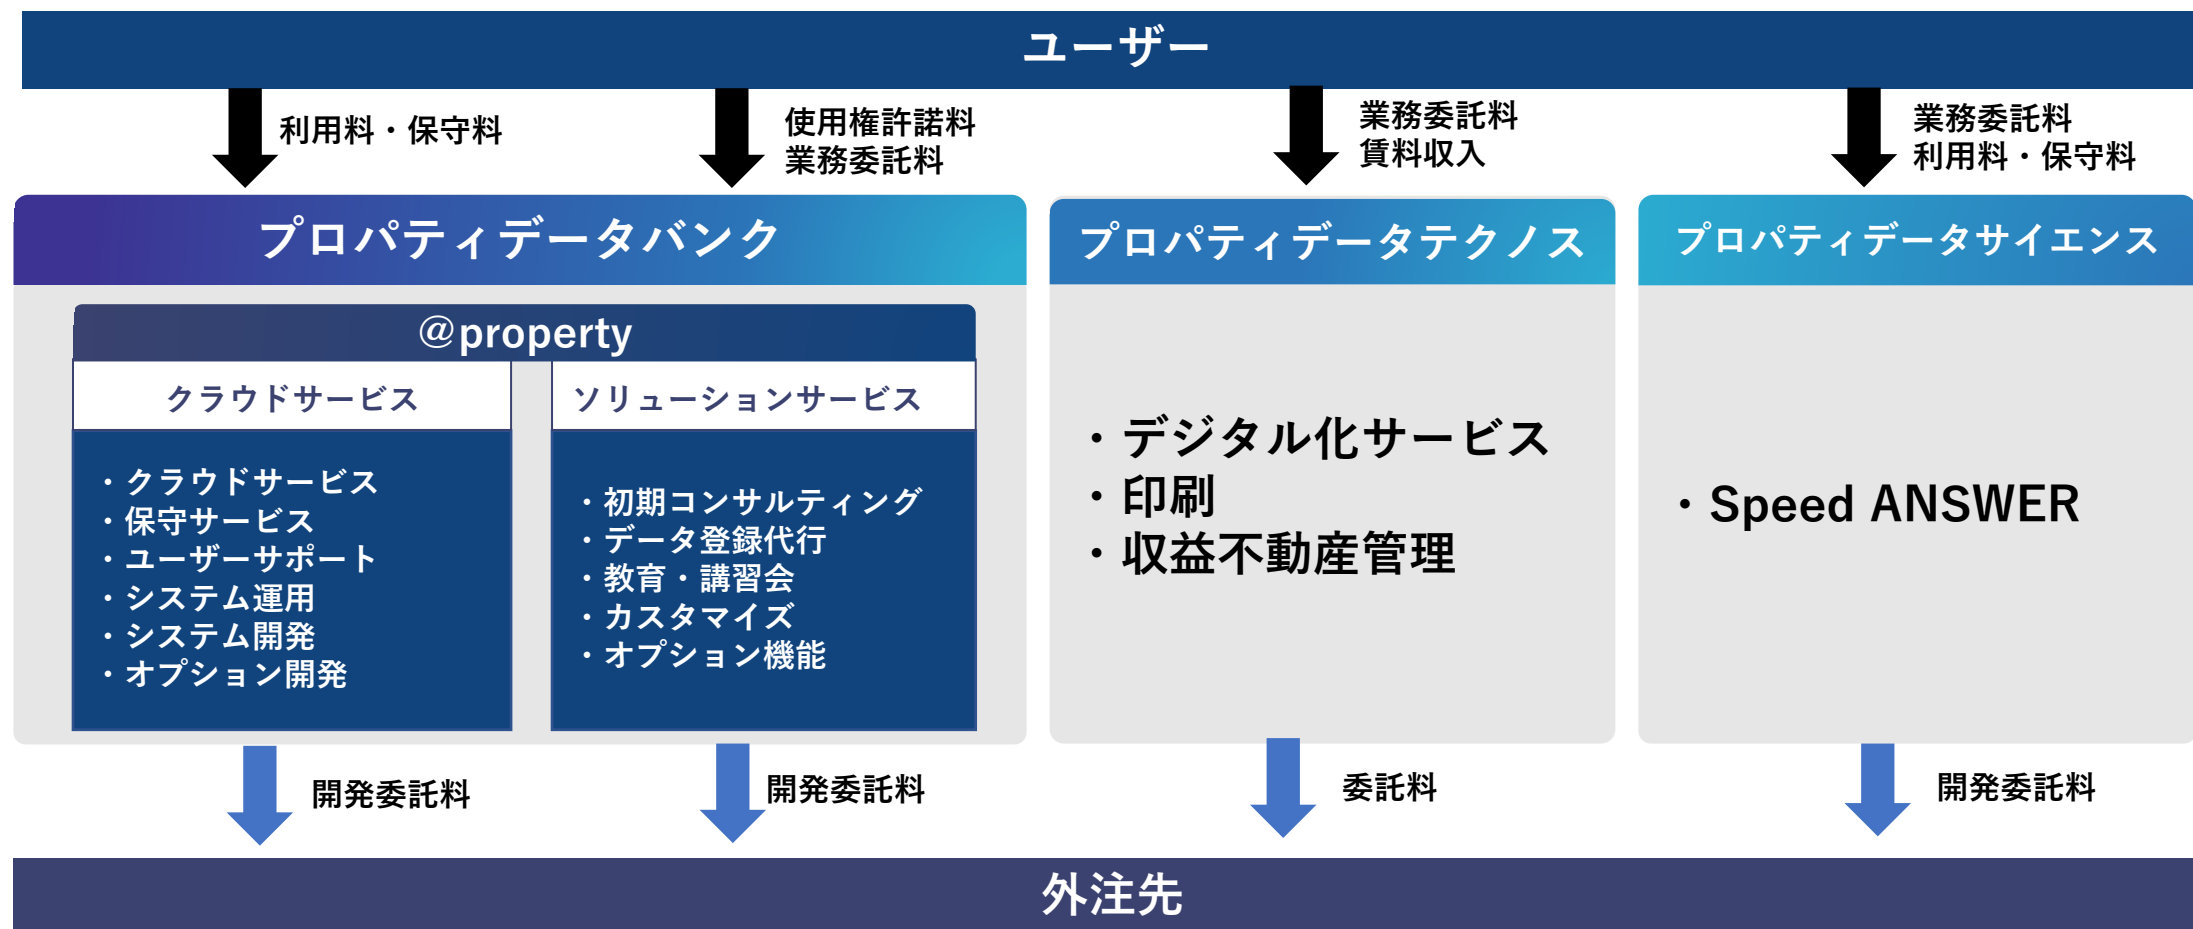 ユーザー
利用料・保守料
使用権許諾料
業務委託料
業務委託料
賃料収入
業務委託料
利用料・保守料
プロパティデータバンク
プロパティデータテクノス
プロパティデータサイエンス
@property
クラウドサービス
ソリューションサービス
・クラウドサービス
・保守サービス
・ユーザーサポート
・システム運用
・システム開発
・オプション開発
・初期コンサルティング
・データ登録代行
・教育・講習会
・カスタマイズ
・オプション機能
・デジタル化サービス
・印刷
・収益不動産管理
・Speed ANSWER
開発委託料
開発委託料
委託料
開発委託料
外注先